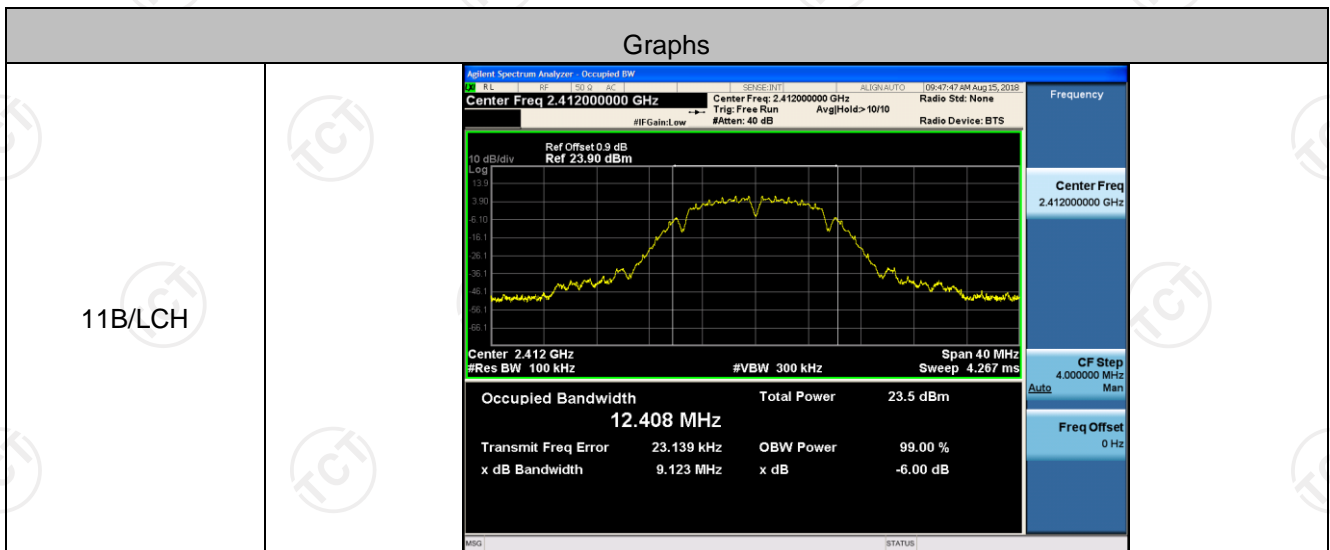 Graphs
11B/LCH
Agilent Spectrum Analyzer - Occupied BW
RL RF 50 Ω AC SENSE:INT ALIGNAUTO 09:47:47 AM Aug 15, 2018
Center Freq 2.412000000 GHz
Center Freq: 2.412000000 GHz
Radio Std: None
Trig: Free Run Avg|Hold:> 10/10
#IFGain:Low #Atten: 40 dB Radio Device: BTS
Ref Offset 0.9 dB
10 dB/div Ref 23.90 dBm
Log
13.9
3.90
-6.10
-16.1
-26.1
-36.1
-46.1
-56.1
-66.1
Center 2.412 GHz Span 40 MHz
#Res BW 100 kHz #VBW 300 kHz Sweep 4.267 ms
Occupied Bandwidth Total Power 23.5 dBm
12.408 MHz
Transmit Freq Error 23.139 kHz OBW Power 99.00 %
x dB Bandwidth 9.123 MHz x dB -6.00 dB
MSG STATUS
Frequency
Center Freq
2.412000000 GHz
CF Step
4.000000 MHz
Auto Man
Freq Offset
0 Hz
TCT
TCT
TCT
TCT
TCT
TCT